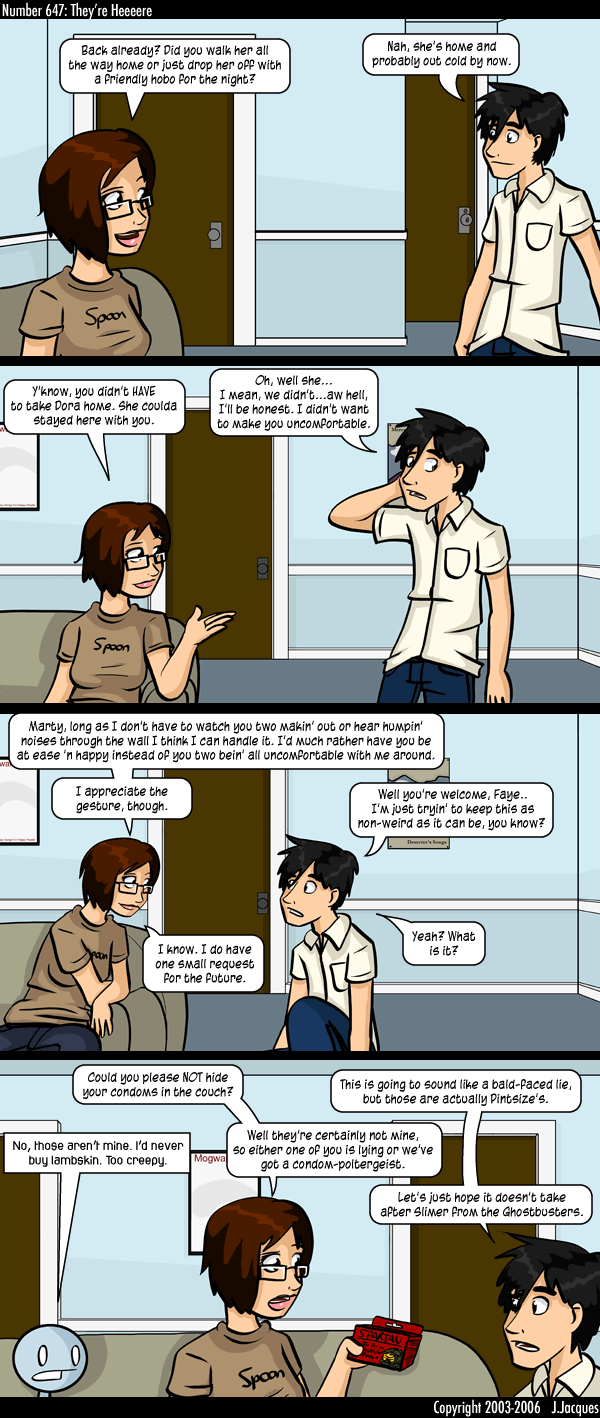 Number 647: They're Heeeere
Back already? Did you walk her all
the way home or just drop her off with
a friendly hobo for the night?
Nah, she's home and
probably out cold by now.
Spoon
Y'know, you didn't HAVE
to take Dora home. She coulda
stayed here with you.
Oh, well she...
I mean, we didn't...aw hell,
I'll be honest. I didn't want
to make you uncomfortable.
Spoon
Marty, long as I don't have to watch you two makin' out or hear humpin'
noises through the wall I think I can handle it. I'd much rather have you be
at ease 'n happy instead of you two bein' all uncomfortable with me around.
I appreciate the
gesture, though.
Well you're welcome, Faye..
I'm just tryin' to keep this as
non-weird as it can be, you know?
Deserter's Songs
I know. I do have
one small request
for the future.
Yeah? What
is it?
Spoon
Could you please NOT hide
your condoms in the couch?
This is going to sound like a bald-faced lie,
but those are actually Pintsize's.
No, those aren't mine. I'd never
buy lambskin. Too creepy.
Well they're certainly not mine,
so either one of you is lying or we've
got a condom-poltergeist.
Mogwa
Let's just hope it doesn't take
after Slimer from the Ghostbusters.
SPARTAN
Spoon
Copyright 2003-2006 J.Jacques